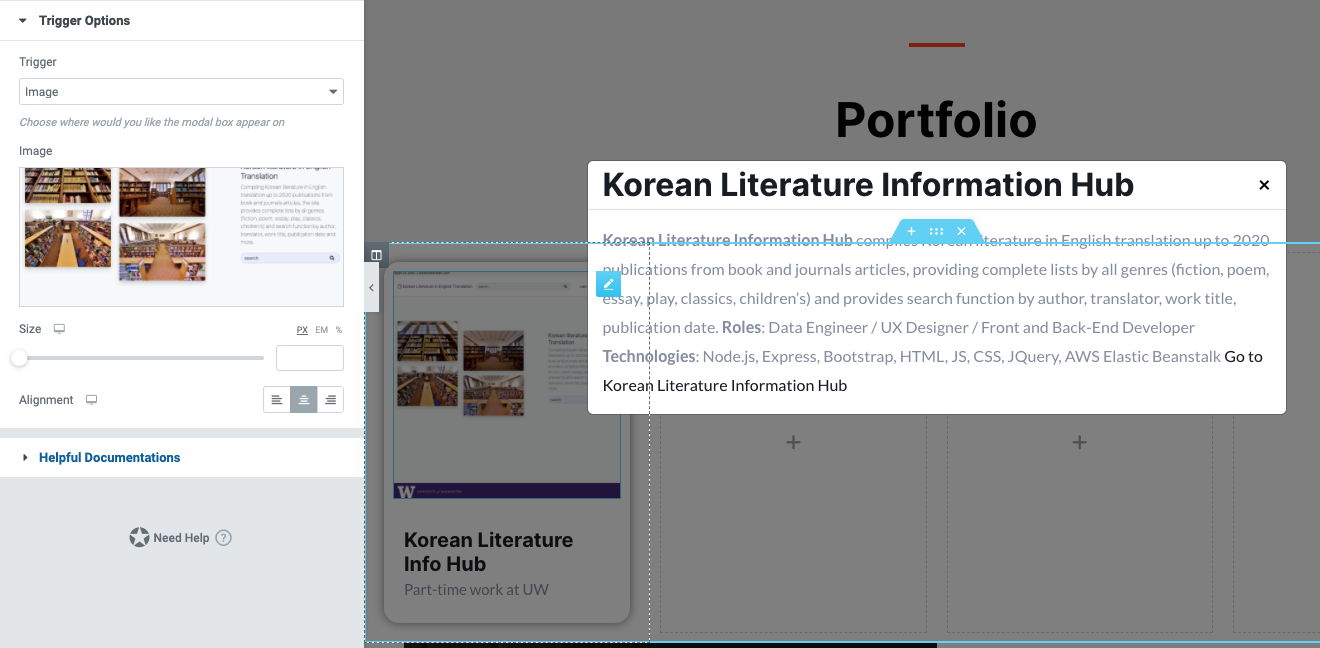 Trigger Options
Trigger
Image
Choose where would you like the modal box appear on
Image
Translation
Compiling Korean literature in English
translation up to 2020 publications
from book and journals articles, the site
provides complete lists by all genres
(fiction, poem, essay, play, classics,
children) and search function by
author, translator, work title, publication date and
more.
search
Size
PX EM %
Alignment
Helpful Documentations
Need Help ?
Portfolio
Korean Literature Information Hub
Korean Literature Information Hub compiles Korean literature in English translation up to 2020
publications from book and journals articles, providing complete lists by all genres (fiction, poem,
essay, play, classics, children's) and provides search function by author, translator, work title,
publication date. Roles: Data Engineer / UX Designer / Front and Back-End Developer
Technologies: Node.js, Express, Bootstrap, HTML, JS, CSS, JQuery, AWS Elastic Beanstalk Go to
Korean Literature Information Hub
W
Korean Literature
Info Hub
Part-time work at UW